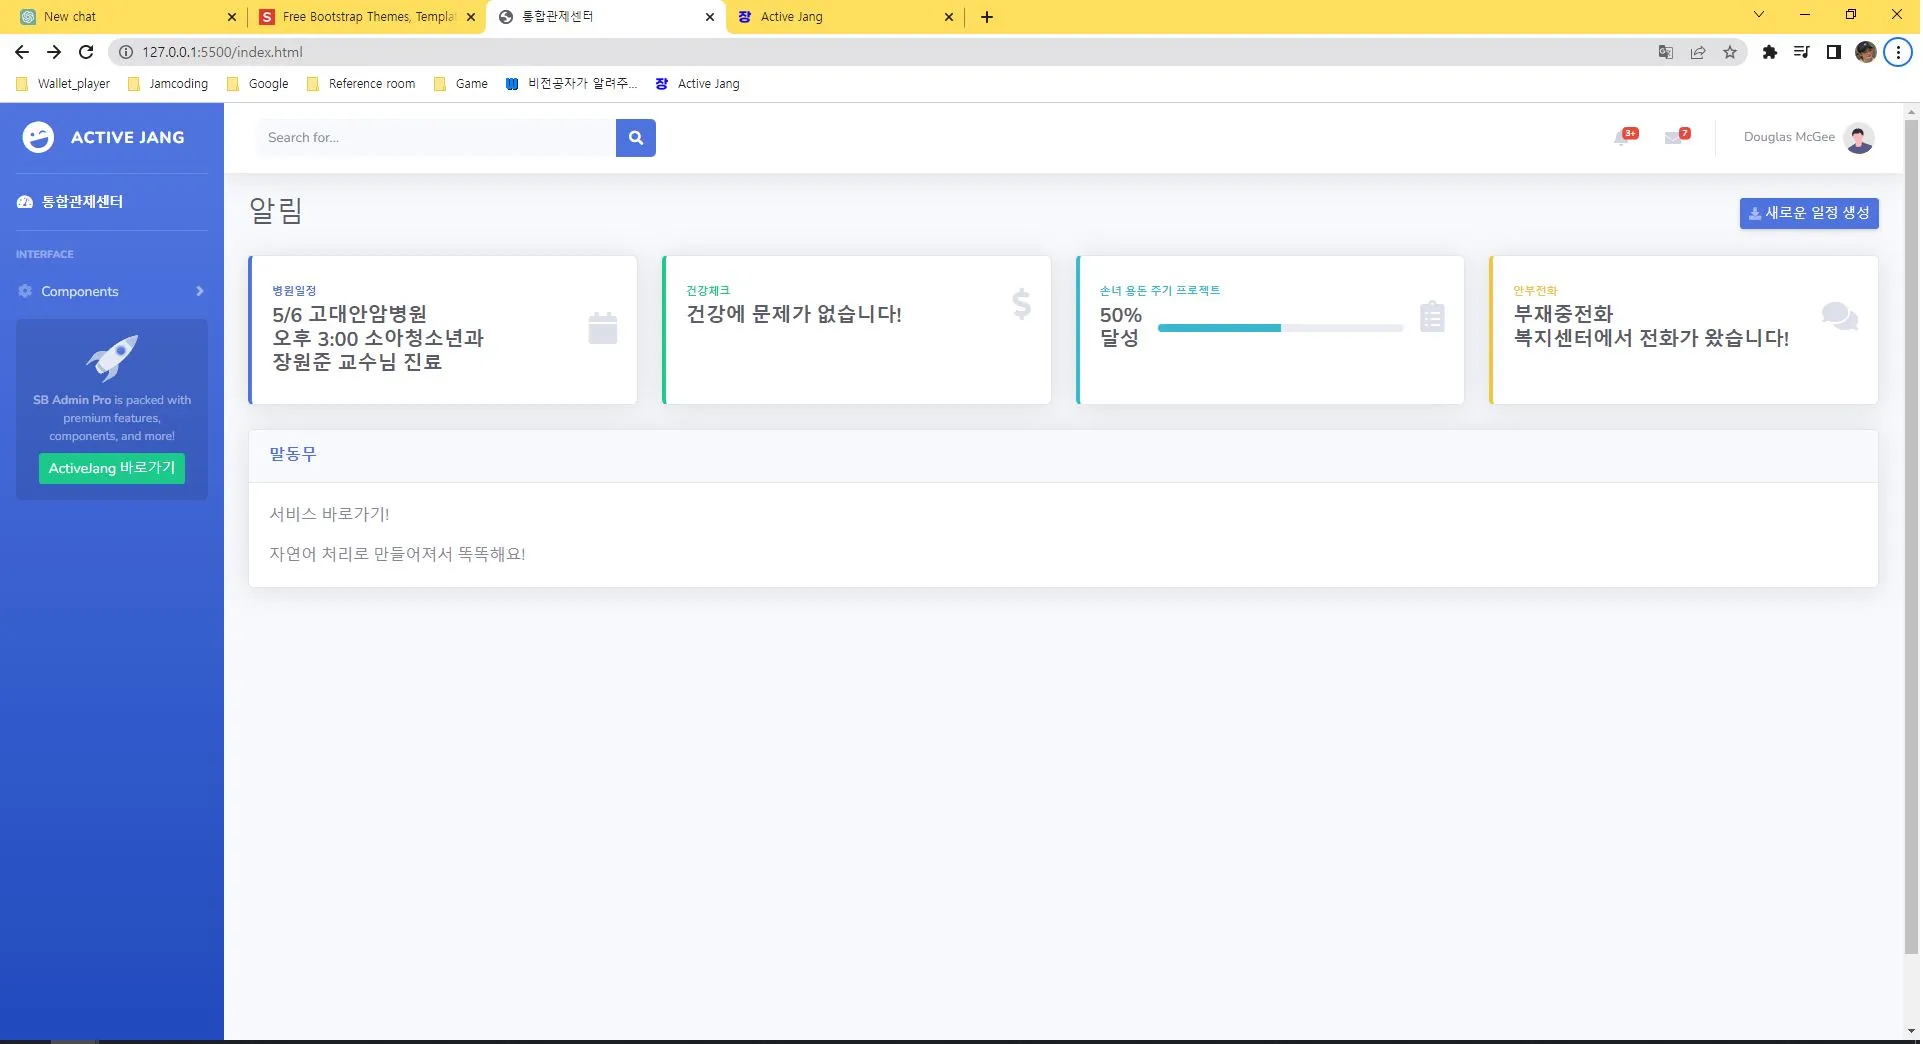 New chat
Free Bootstrap Themes, Templat
통합관제센터
장 Active Jang
127.0.0.1:5500/index.html
Wallet_player
Jamcoding
Google
Reference room
Game
비전공자가 알려주...
장 Active Jang
ACTIVE JANG
Search for...
3+
7
Douglas McGee
통합관제센터
알림
새로운 일정 생성
INTERFACE
Components
병원일정
5/6 고대안암병원
오후 3:00 소아청소년과
장원준 교수님 진료
건강체크
건강에 문제가 없습니다!
손녀 용돈 주기 프로젝트
50%
달성
안부전화
부재중전화
복지센터에서 전화가 왔습니다!
SB Admin Pro is packed with
premium features,
components, and more!
ActiveJang 바로가기
말동무
서비스 바로가기!
자연어 처리로 만들어져서 똑똑해요!